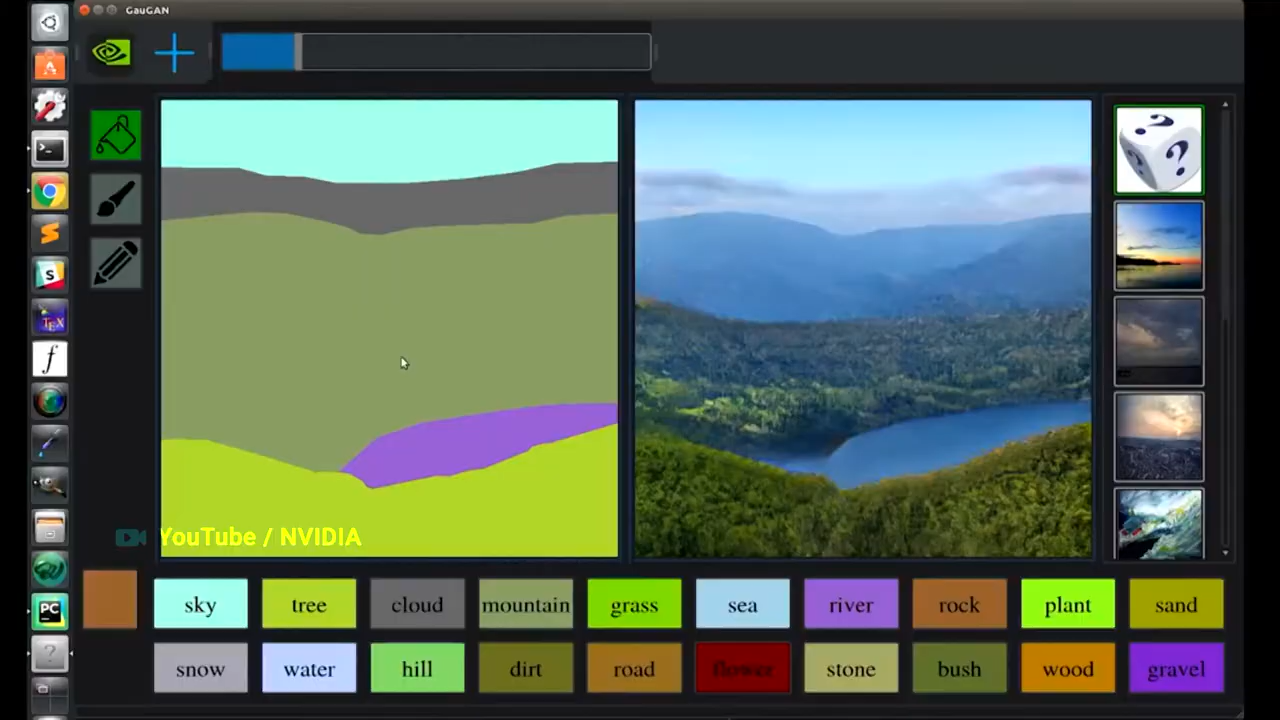 GauGAN
YouTube / NVIDIA
sky tree cloud mountain grass sea river rock plant sand
snow water hill dirt road flower stone bush wood gravel